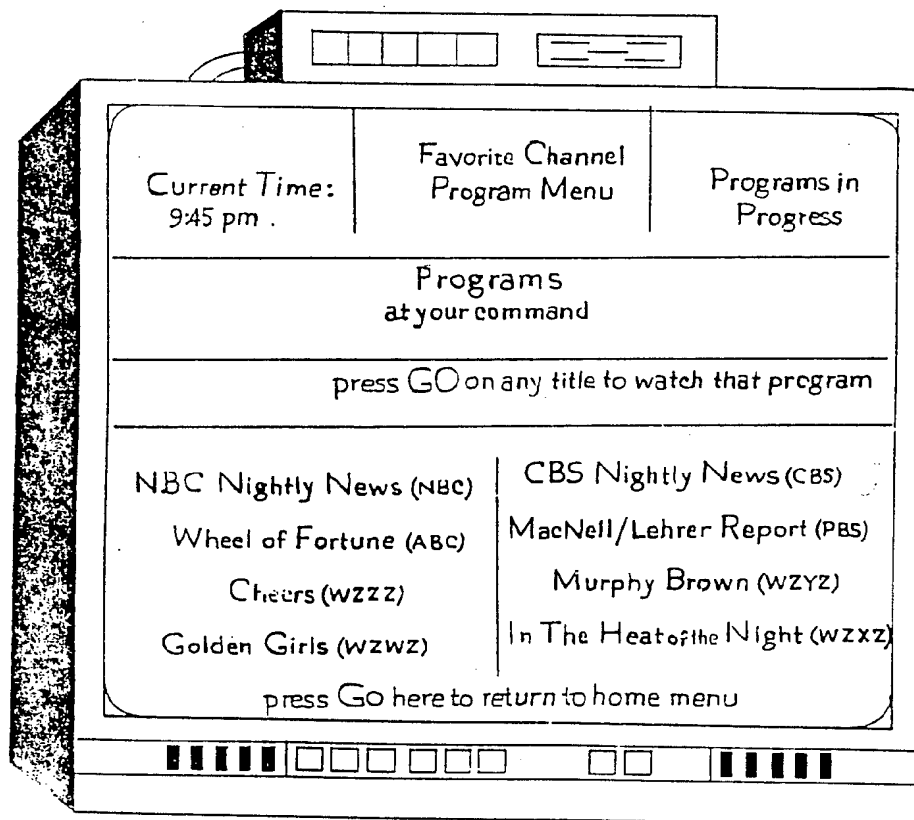 Current Time:
9:45 pm .
Favorite Channel
Program Menu
Programs in
Progress
Programs
at your command
press GO on any title to watch that program
NBC Nightly News (NBC)
Wheel of Fortune (ABC)
Cheers (WZZZ)
Golden Girls (WZWZ)
CBS Nightly News (CBS)
MacNell/Lehrer Report (PBS)
Murphy Brown (WZYZ)
In The Heat of the Night (WZXZ)
press Go here to return to home menu